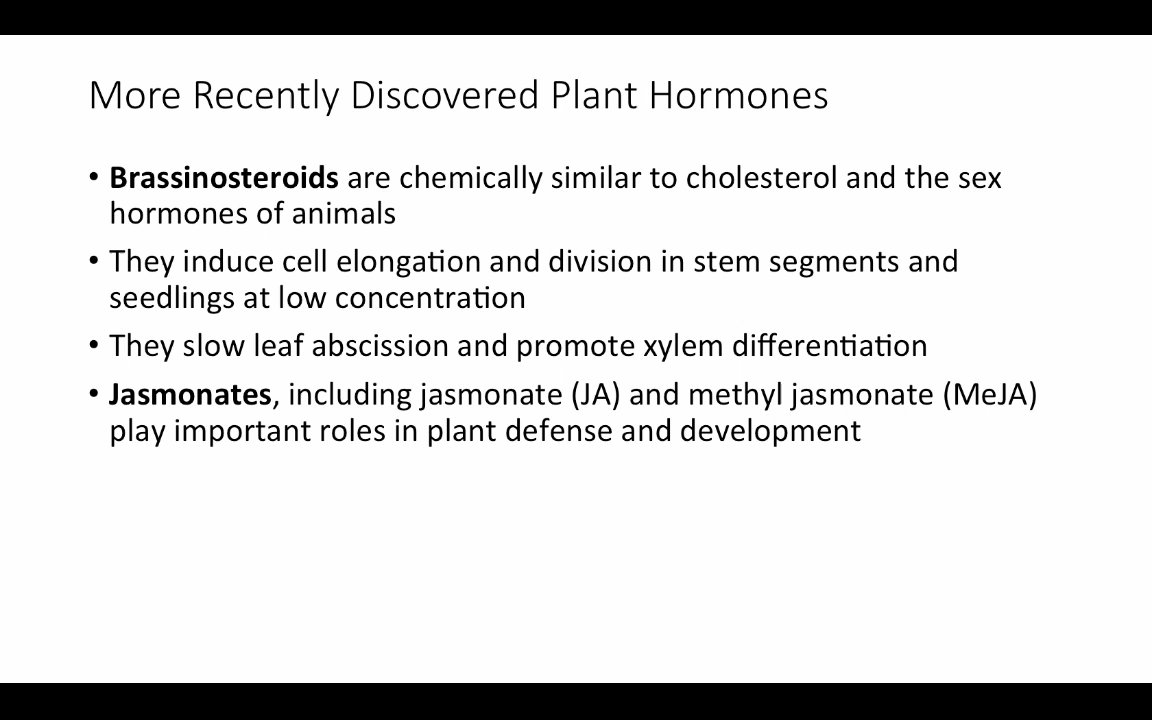 More Recently Discovered Plant Hormones
• Brassinosteroids are chemically similar to cholesterol and the sex
hormones of animals
• They induce cell elongation and division in stem segments and
seedlings at low concentration
• They slow leaf abscission and promote xylem differentiation
• Jasmonates, including jasmonate (JA) and methyl jasmonate (MeJA)
play important roles in plant defense and development